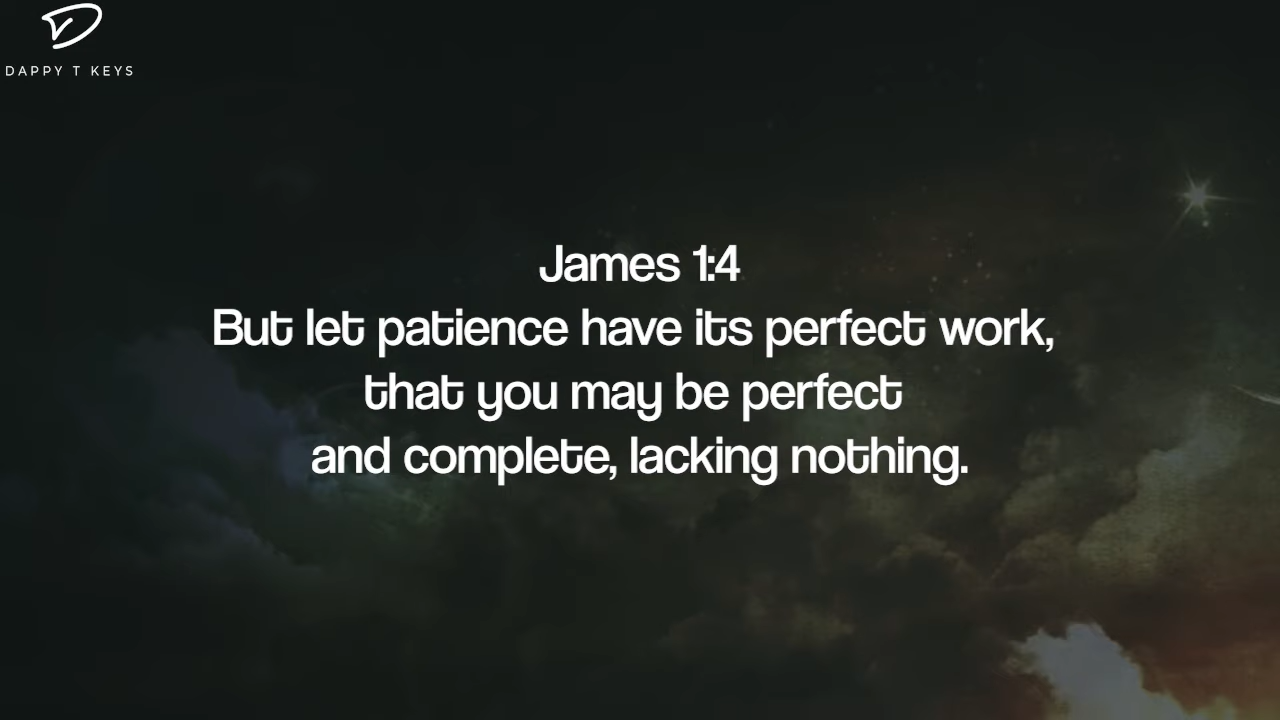 DAPPY T KEYS
James 1:4
But let patience have its perfect work,
that you may be perfect
and complete, lacking nothing.